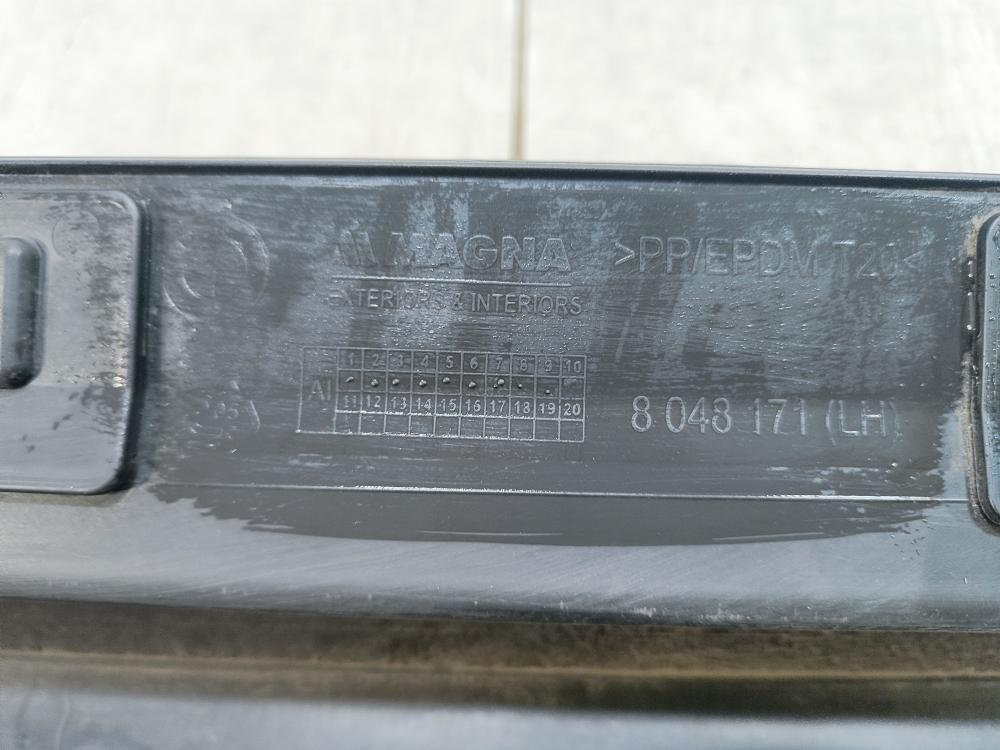 MAGNA
EXTERIORS & INTERIORS
>PP/EPDM T20<
AI
1 2 3 4 5 6 7 8 9 10
11 12 13 14 15 16 17 18 19 20
8 048 171 (LH)